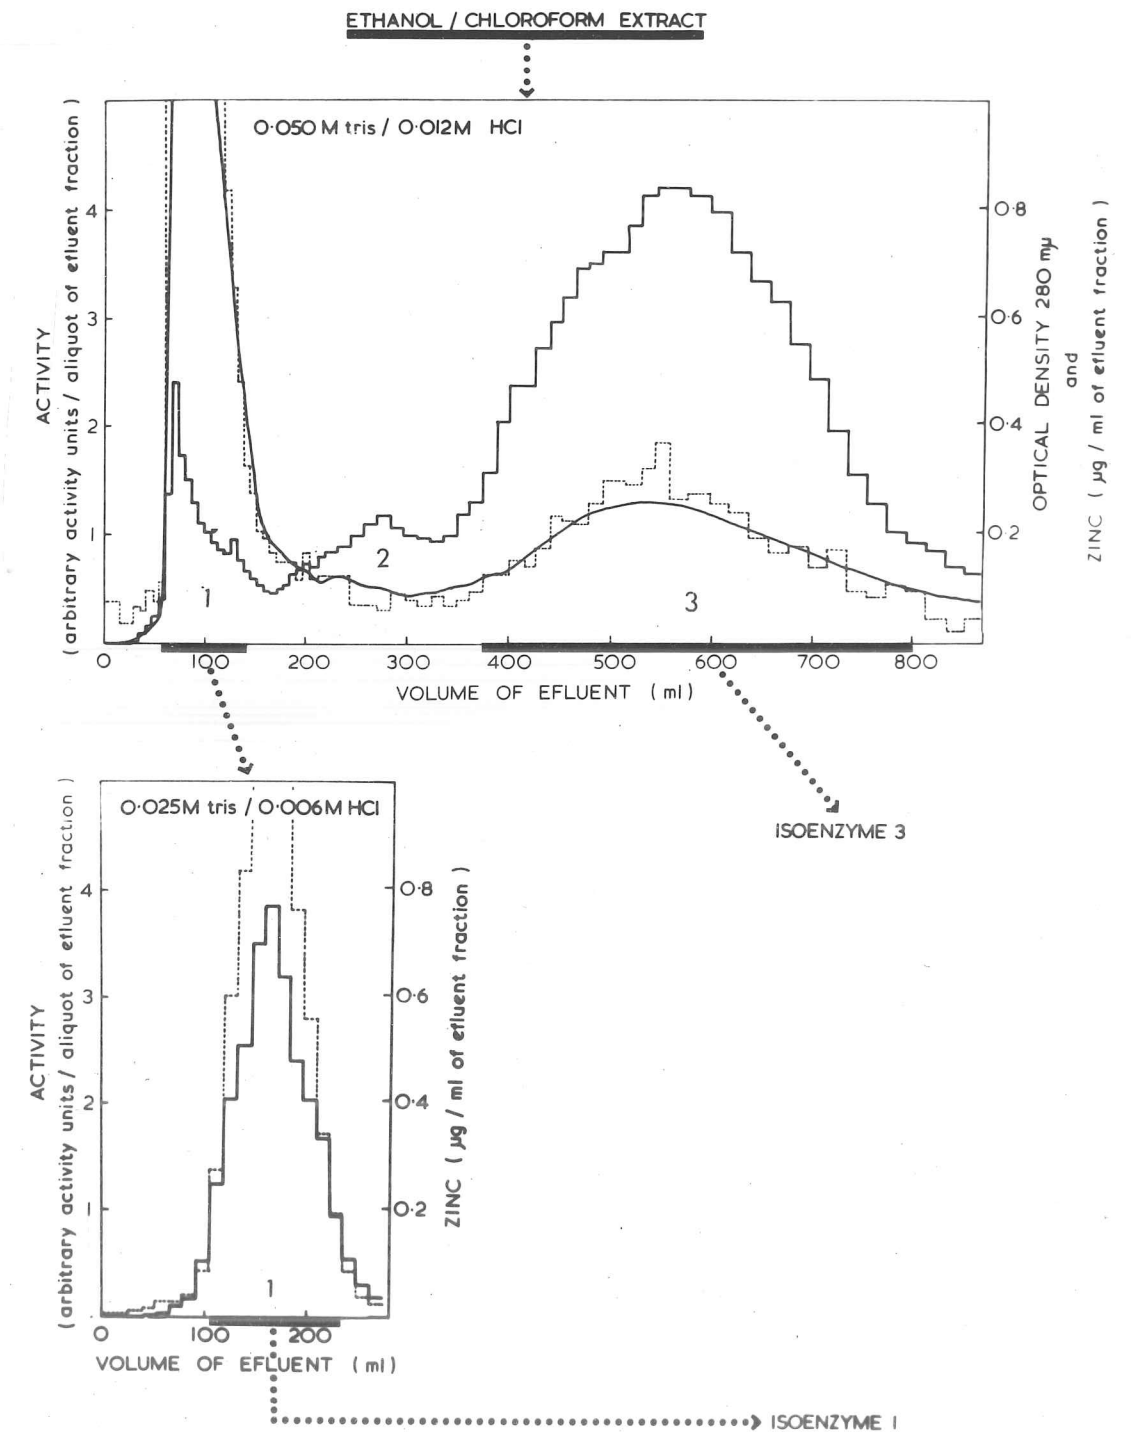 ETHANOL / CHLOROFORM EXTRACT
0·050 M tris / 0·012M HCl
ACTIVITY
(arbitrary activity units / aliquot of efluent fraction)
4
3
2
1
0·8
0·6
0·4
0·2
OPTICAL DENSITY 280 mμ
and
ZINC ( μg / ml of efluent fraction )
1
2
3
0 100 200 300 400 500 600 700 800
VOLUME OF EFLUENT (ml)
ISOENZYME 3
0·025M tris / 0·006M HCl
ACTIVITY
(arbitrary activity units / aliquot of efluent fraction)
4
3
2
1
0·8
0·6
0·4
0·2
ZINC ( μg / ml of efluent fraction )
1
0 100 200
VOLUME OF EFLUENT (ml)
ISOENZYME 1